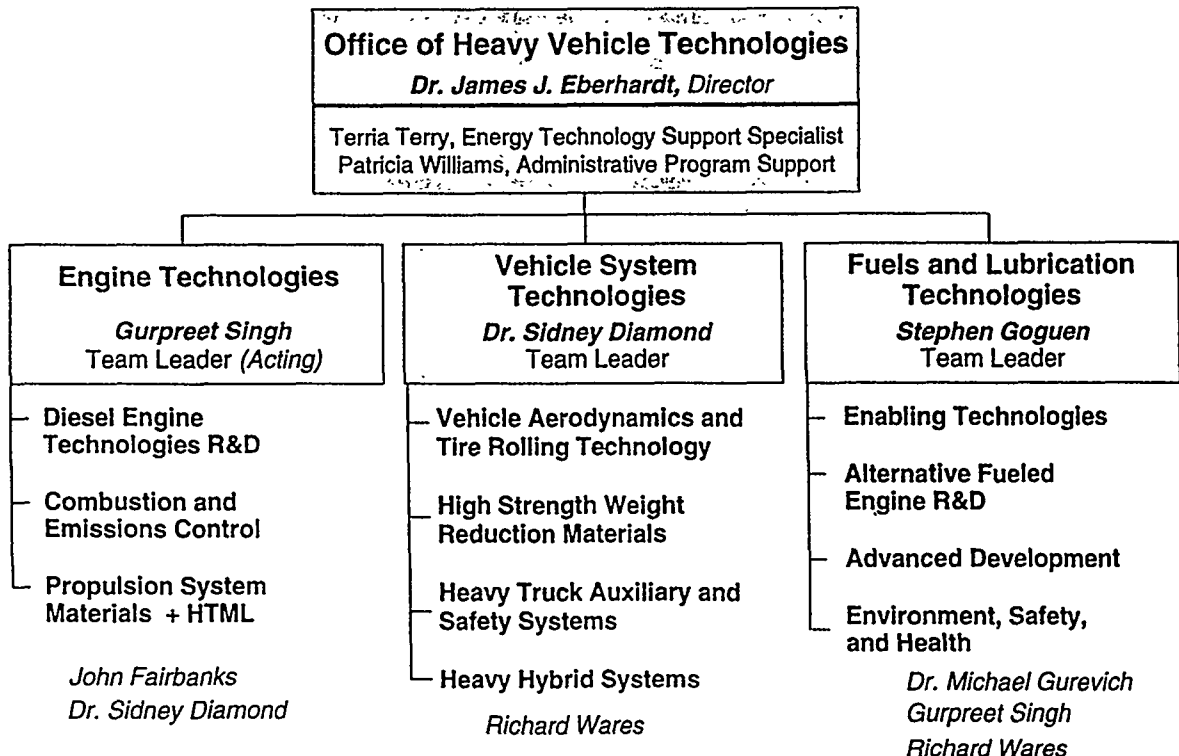 Office of Heavy Vehicle Technologies
Dr. James J. Eberhardt, Director
Terria Terry, Energy Technology Support Specialist
Patricia Williams, Administrative Program Support
Engine Technologies
Gurpreet Singh
Team Leader (Acting)
Diesel Engine
Technologies R&D
Combustion and
Emissions Control
Propulsion System
Materials + HTML
John Fairbanks
Dr. Sidney Diamond
Vehicle System
Technologies
Dr. Sidney Diamond
Team Leader
Vehicle Aerodynamics and
Tire Rolling Technology
High Strength Weight
Reduction Materials
Heavy Truck Auxiliary and
Safety Systems
Heavy Hybrid Systems
Richard Wares
Fuels and Lubrication
Technologies
Stephen Goguen
Team Leader
Enabling Technologies
Alternative Fueled
Engine R&D
Advanced Development
Environment, Safety,
and Health
Dr. Michael Gurevich
Gurpreet Singh
Richard Wares